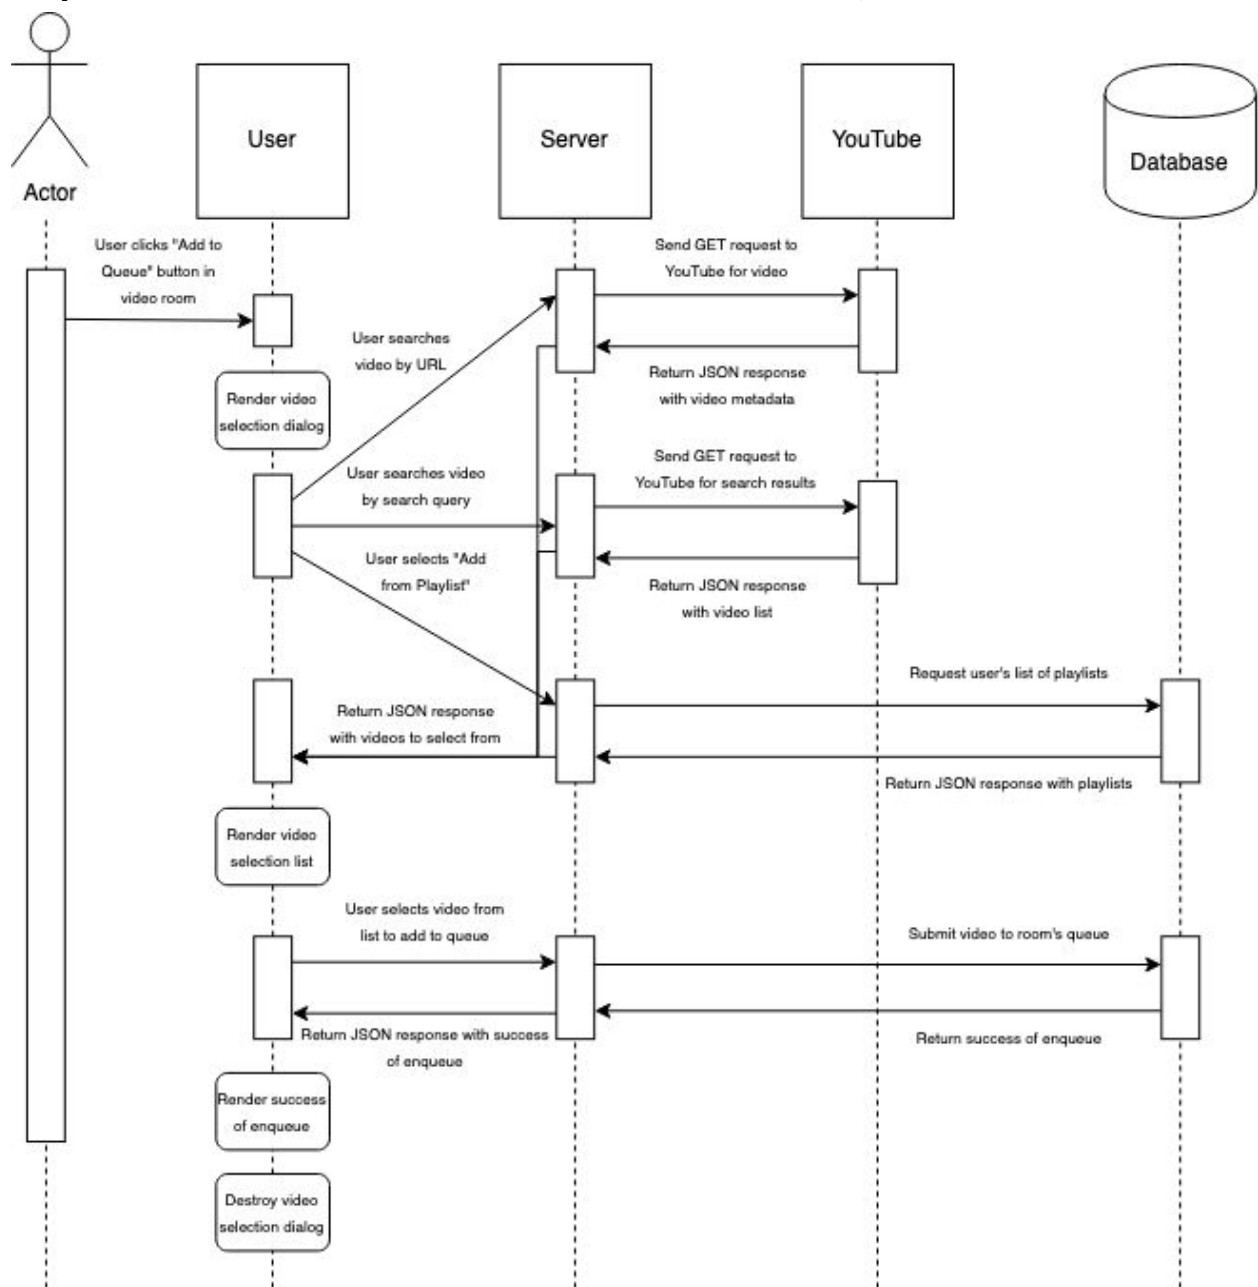 User
Server
YouTube
Database
Actor
User clicks "Add to
Queue" button in
video room
Send GET request to
YouTube for video
User searches
video by URL
Return JSON response
with video metadata
Render video
selection dialog
User searches video
by search query
Send GET request to
YouTube for search results
User selects "Add
from Playlist"
Return JSON response
with video list
Request user's list of playlists
Return JSON response
with videos to select from
Return JSON response with playlists
Render video
selection list
User selects video from
list to add to queue
Submit video to room's queue
Return JSON response with success
of enqueue
Return success of enqueue
Render success
of enqueue
Destroy video
selection dialog